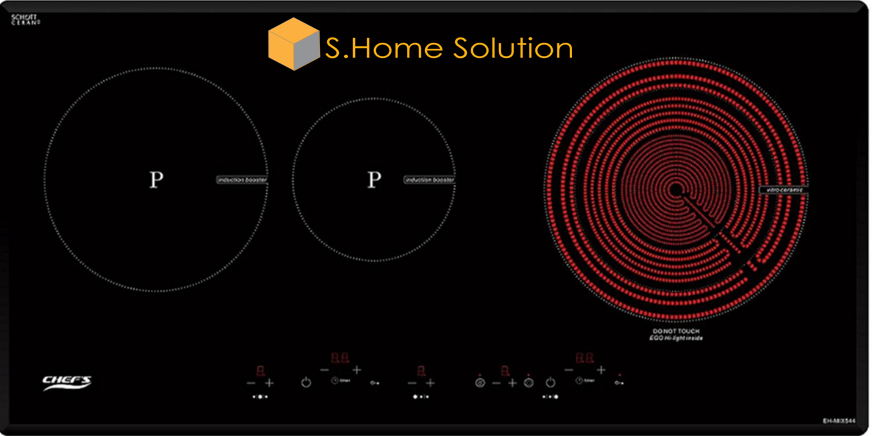 SCHOTT
CERAN®
S.Home Solution
P
induction booster
P
induction booster
vitro ceramic
DO NOT TOUCH
EGO Hi-light inside
CHEF'S
timer
timer
EH-MIX544